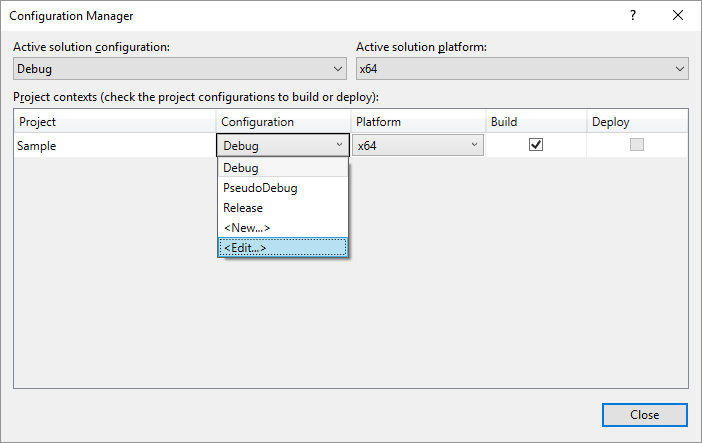 Configuration Manager
?
Active solution configuration: Active solution platform:
Debug x64
Project contexts (check the project configurations to build or deploy):
Project Configuration Platform Build Deploy
Sample Debug x64
Debug
PseudoDebug
Release
<New...>
<Edit...>
Close